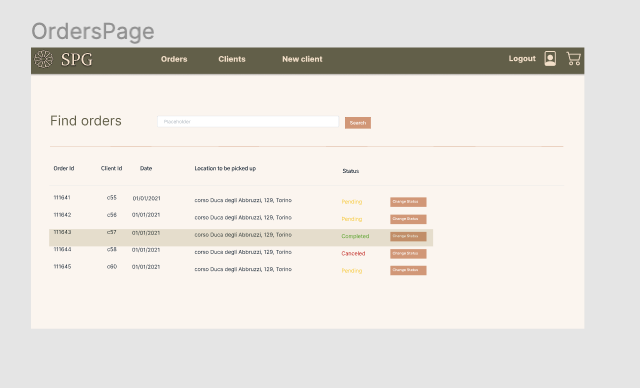 OrdersPage
SPG Orders Clients New client Logout
Find orders Placeholder Search
Order Id Client Id Date Location to be picked up Status
111641 c55 01/01/2021 corso Duca degli Abbruzzi, 129, Torino Pending Change Status
111642 c56 01/01/2021 corso Duca degli Abbruzzi, 129, Torino Pending Change Status
111643 c57 01/01/2021 corso Duca degli Abbruzzi, 129, Torino Completed Change Status
111644 c58 01/01/2021 corso Duca degli Abbruzzi, 129, Torino Canceled Change Status
111645 c60 01/01/2021 corso Duca degli Abbruzzi, 129, Torino Pending Change Status